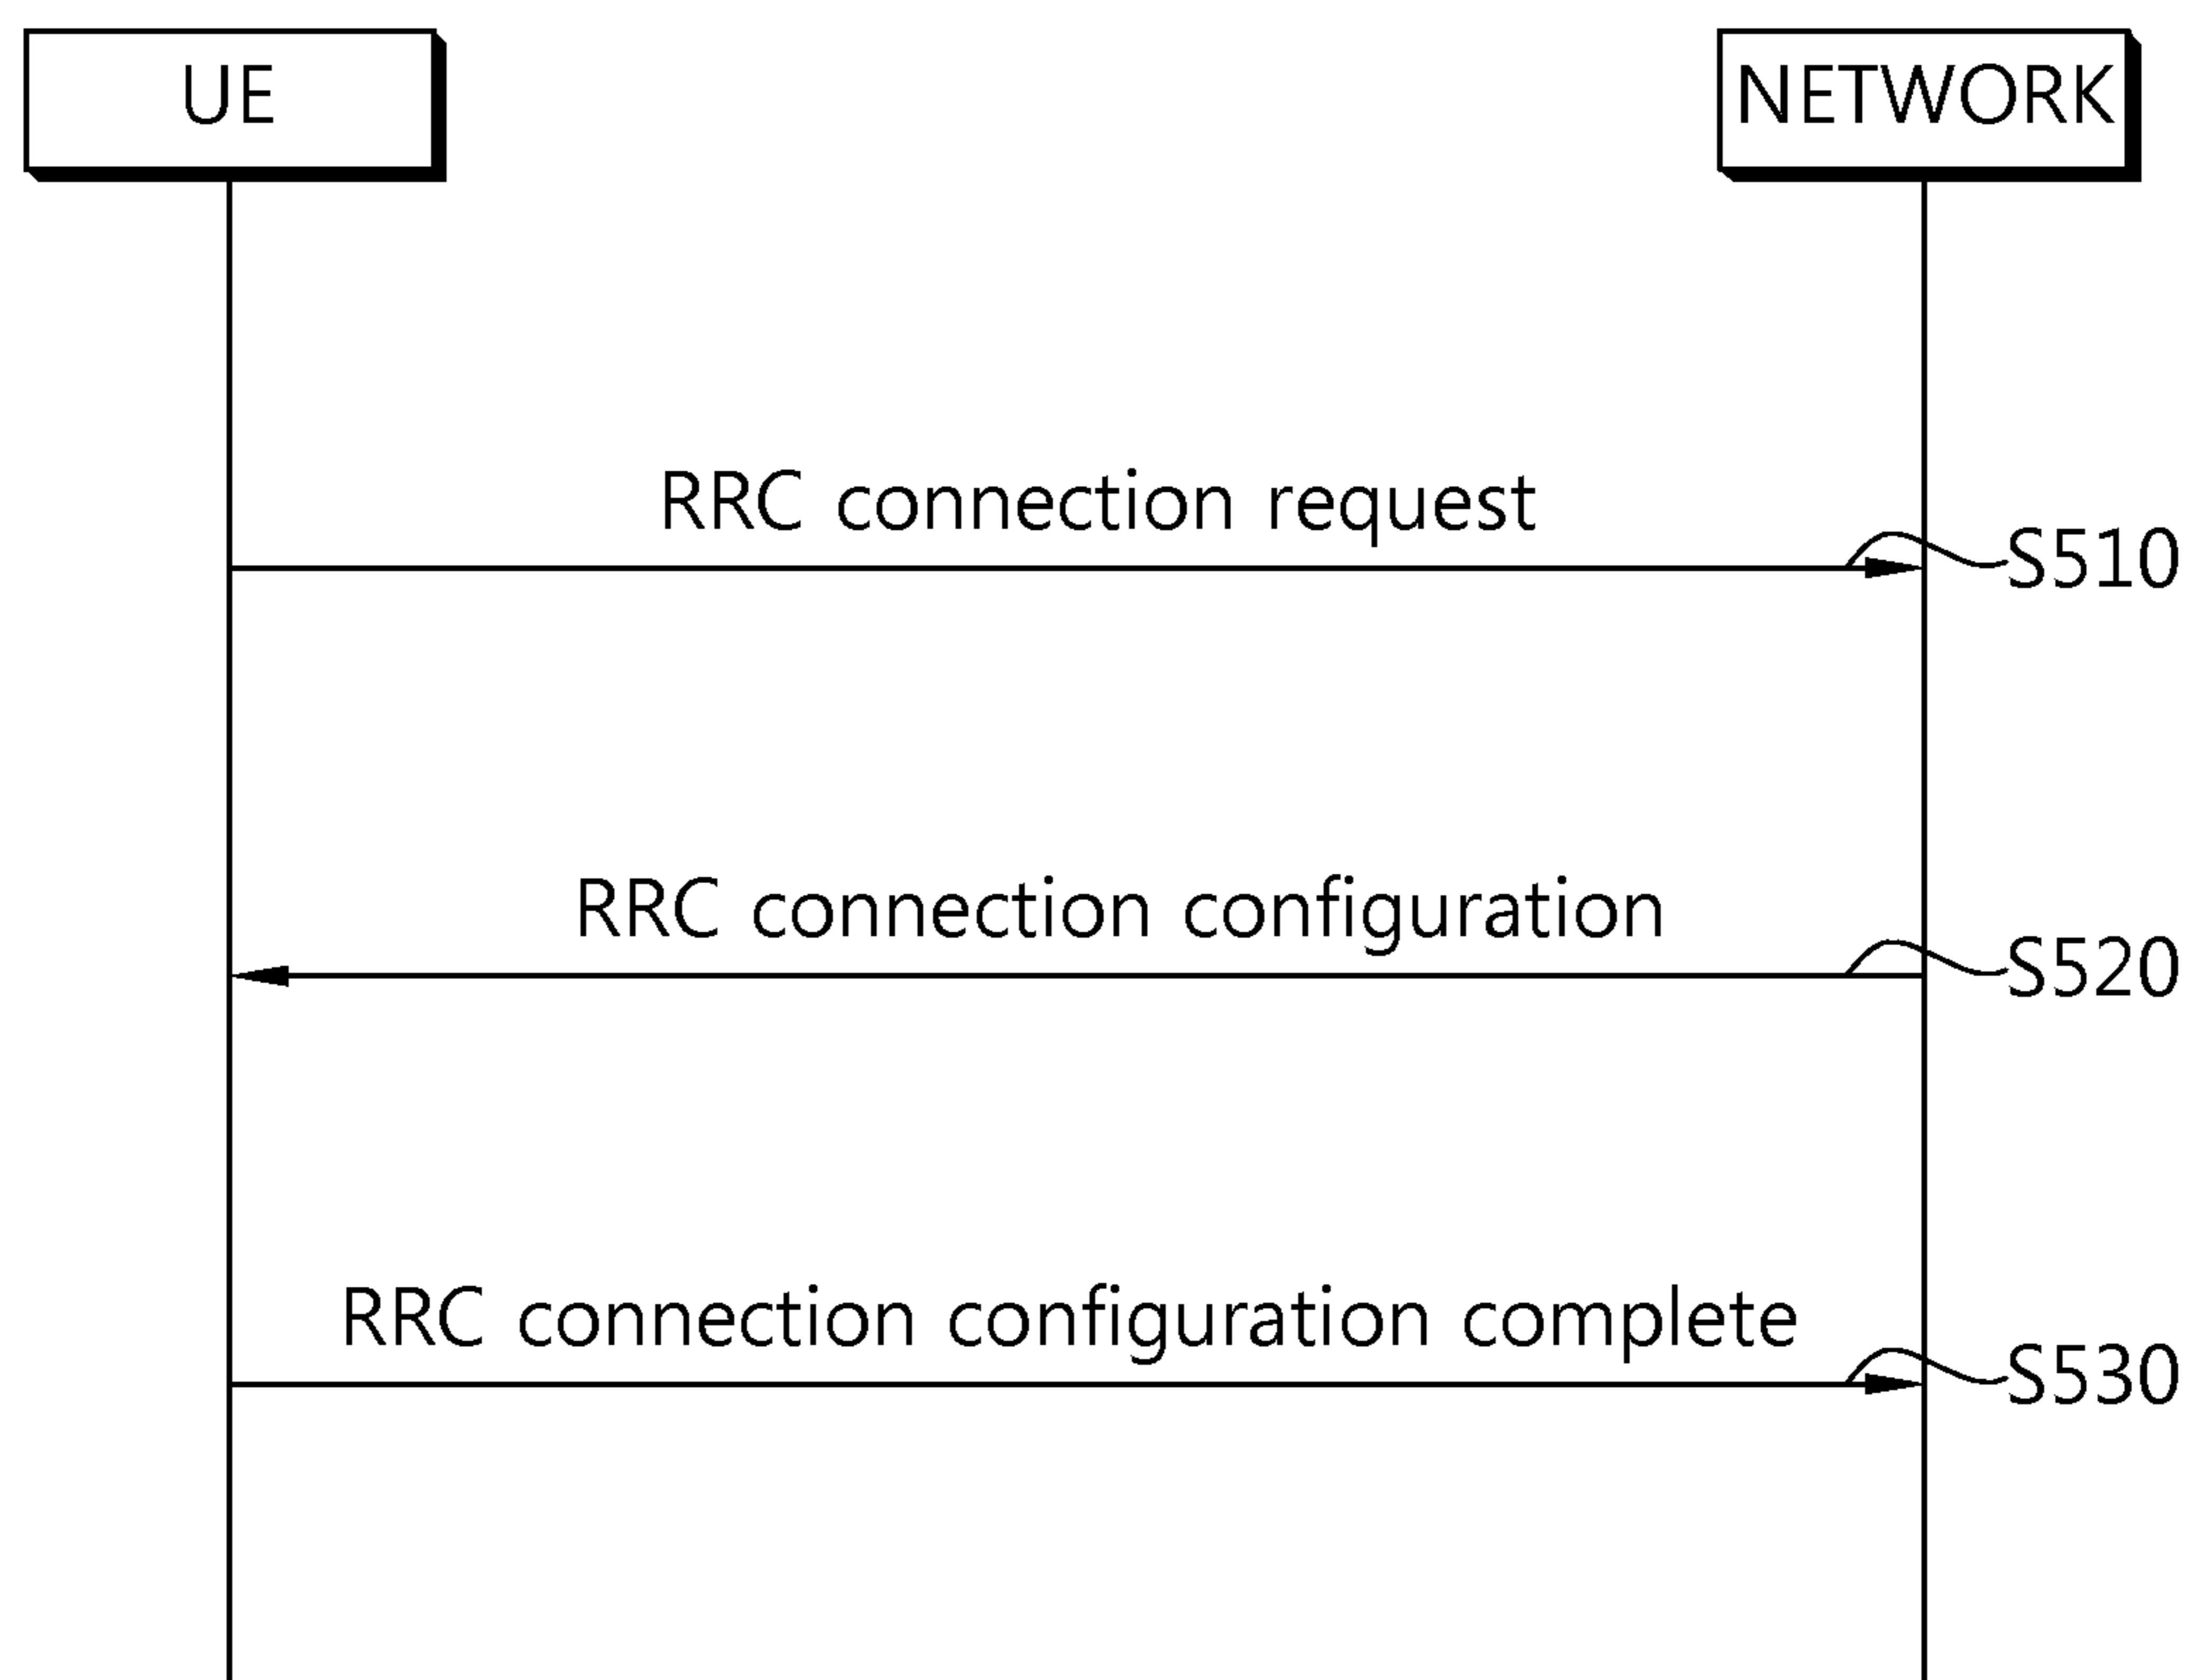 UE
NETWORK
RRC connection request
S510
RRC connection configuration
S520
RRC connection configuration complete
S530